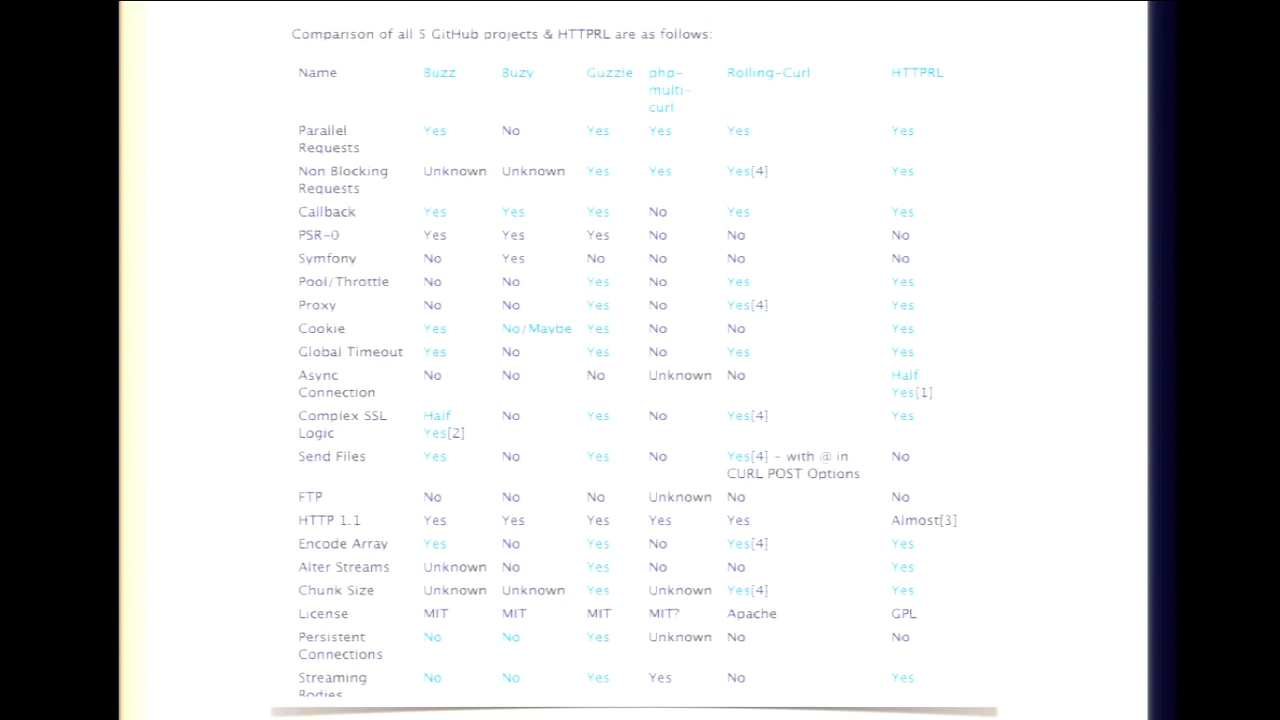 Comparison of all 5 GitHub projects & HTTPRL are as follows:
Name Buzz Buzy Guzzle php-multi-curl Rolling-Curl HTTPRL
Parallel Requests Yes No Yes Yes Yes Yes
Non Blocking Requests Unknown Unknown Yes Yes Yes[4] Yes
Callback Yes Yes Yes No Yes Yes
PSR-0 Yes Yes Yes No No No
Symfony No Yes No No No No
Pool/Throttle No No Yes No Yes Yes
Proxy No No Yes No Yes[4] Yes
Cookie Yes No/Maybe Yes No No Yes
Global Timeout Yes No Yes No Yes Yes
Async Connection No No No Unknown No Half Yes[1]
Complex SSL Logic Half Yes[2] No Yes No Yes[4] Yes
Send Files Yes No Yes No Yes[4] - with @ in CURL POST Options No
FTP No No No Unknown No No
HTTP 1.1 Yes Yes Yes Yes Yes Almost[3]
Encode Array Yes No Yes No Yes[4] Yes
Alter Streams Unknown No Yes No No Yes
Chunk Size Unknown Unknown Yes Unknown Yes[4] Yes
License MIT MIT MIT MIT? Apache GPL
Persistent Connections No No Yes Unknown No No
Streaming Bodies No No Yes Yes No Yes